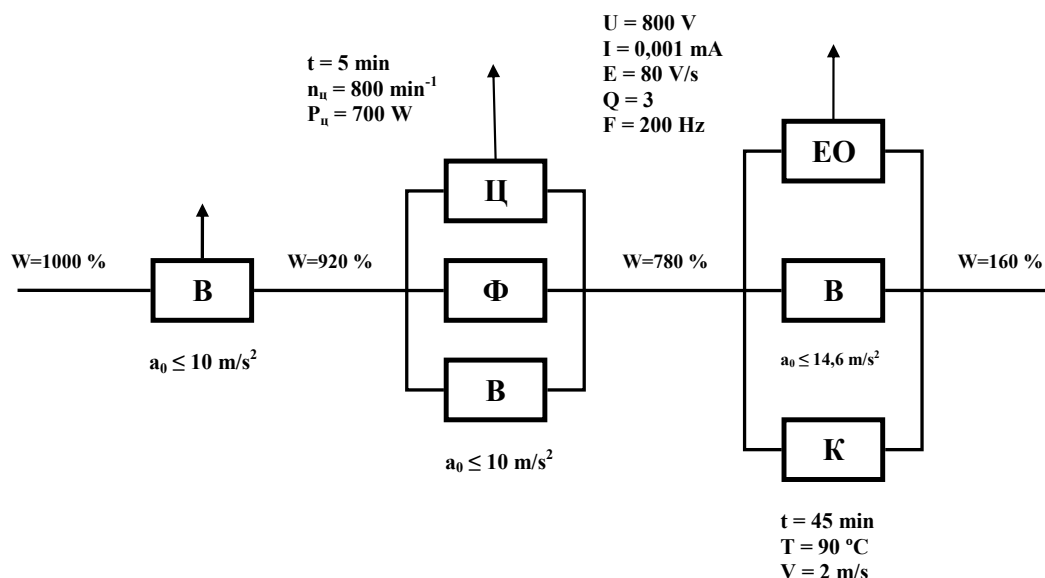 U = 800 V
I = 0,001 mA
E = 80 V/s
Q = 3
F = 200 Hz
t = 5 min
nц = 800 min-1
Pц = 700 W
ЕО
Ц
W=1000 %
W=920 %
W=780 %
W=160 %
В
Ф
В
a0 ≤ 10 m/s2
a0 ≤ 14,6 m/s2
В
К
a0 ≤ 10 m/s2
t = 45 min
T = 90 ºC
V = 2 m/s